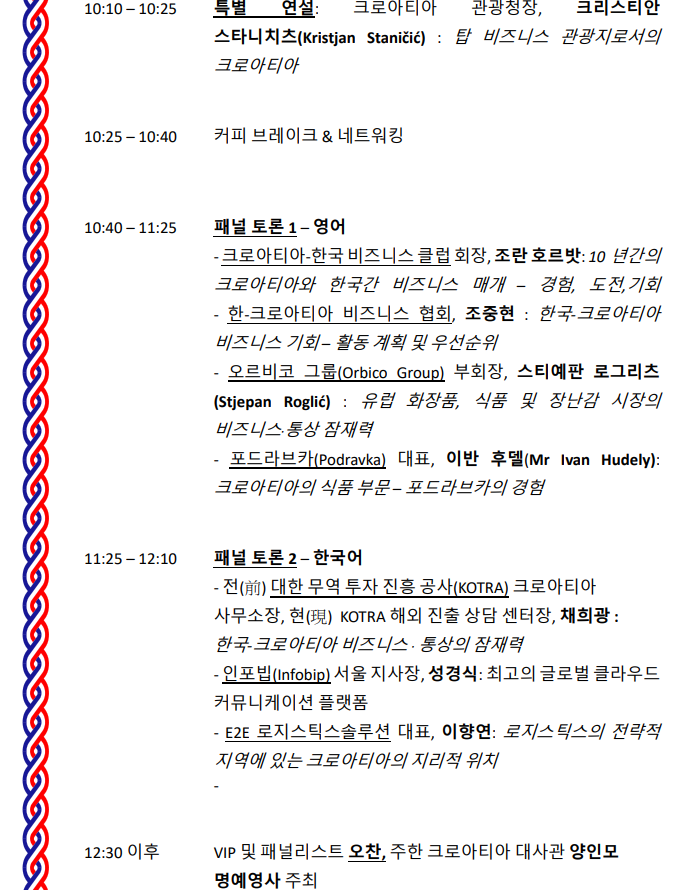 10:10 – 10:25 특별 연설: 크로아티아 관광청장, 크리스티안
스타니치츠(Kristjan Staničić) : 탑 비즈니스 관광지로서의
크로아티아
10:25 – 10:40 커피 브레이크 & 네트워킹
10:40 – 11:25 패널 토론 1 – 영어
- 크로아티아-한국 비즈니스 클럽 회장, 조란 호르밧: 10 년간의
크로아티아와 한국간 비즈니스 매개 – 경험, 도전,기회
- 한-크로아티아 비즈니스 협회, 조중현 : 한국-크로아티아
비즈니스 기회 – 활동 계획 및 우선순위
- 오르비코 그룹(Orbico Group) 부회장, 스티예판 로그리츠
(Stjepan Roglić) : 유럽 화장품, 식품 및 장난감 시장의
비즈니스·통상 잠재력
- 포드라브카(Podravka) 대표, 이반 후델(Mr Ivan Hudely):
크로아티아의 식품 부문 – 포드라브카의 경험
11:25 – 12:10 패널 토론 2 – 한국어
- 전(前) 대한 무역 투자 진흥 공사(KOTRA) 크로아티아
사무소장, 현(現) KOTRA 해외 진출 상담 센터장, 채희광 :
한국-크로아티아 비즈니스 · 통상의 잠재력
- 인포빕(Infobip) 서울 지사장, 성경식: 최고의 글로벌 클라우드
커뮤니케이션 플랫폼
- E2E 로지스틱스솔루션 대표, 이향연: 로지스틱스의 전략적
지역에 있는 크로아티아의 지리적 위치
-
12:30 이후 VIP 및 패널리스트 오찬, 주한 크로아티아 대사관 양인모
명예영사 주최